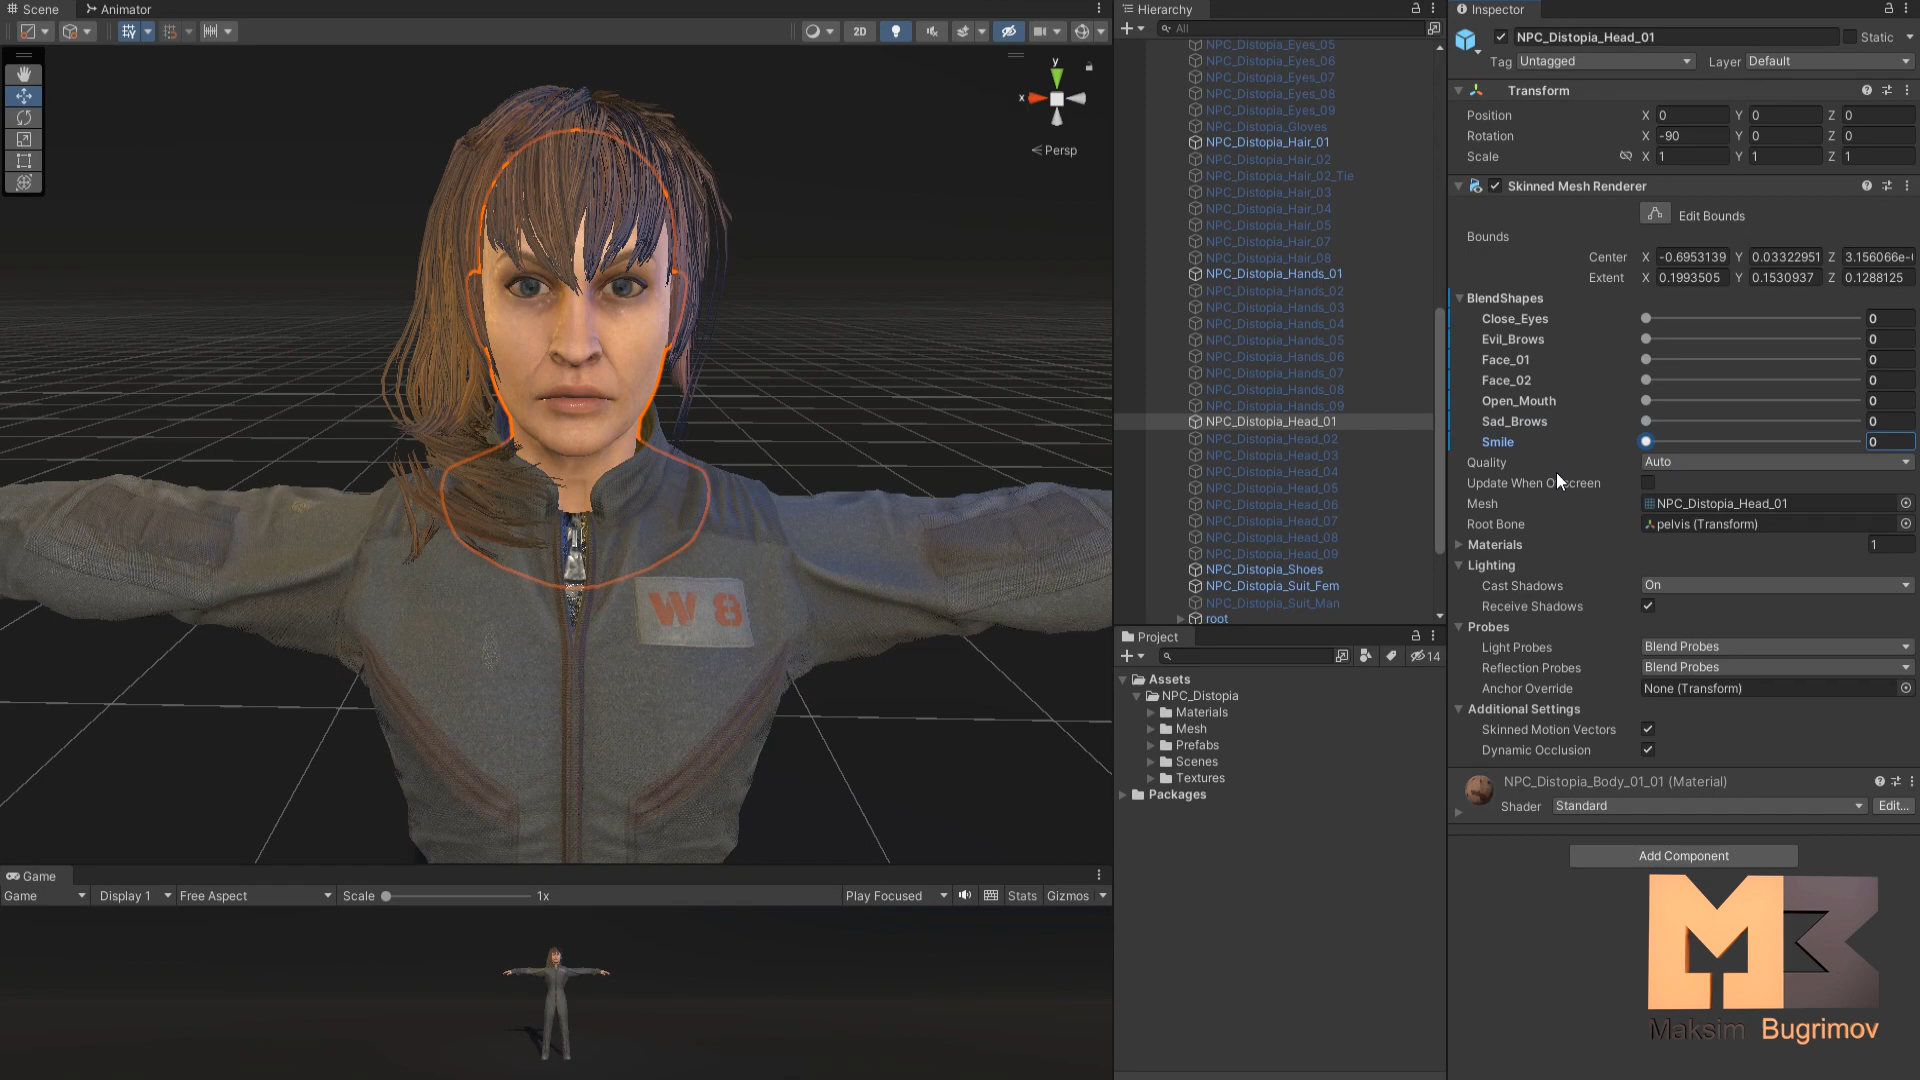 Scene
Animator
2D
y
x
Persp
W 8
Hierarchy
All
NPC_Distopia_Eyes_05
NPC_Distopia_Eyes_06
NPC_Distopia_Eyes_07
NPC_Distopia_Eyes_08
NPC_Distopia_Eyes_09
NPC_Distopia_Gloves
NPC_Distopia_Hair_01
NPC_Distopia_Hair_02
NPC_Distopia_Hair_02_Tie
NPC_Distopia_Hair_03
NPC_Distopia_Hair_04
NPC_Distopia_Hair_05
NPC_Distopia_Hair_07
NPC_Distopia_Hair_08
NPC_Distopia_Hands_01
NPC_Distopia_Hands_02
NPC_Distopia_Hands_03
NPC_Distopia_Hands_04
NPC_Distopia_Hands_05
NPC_Distopia_Hands_06
NPC_Distopia_Hands_07
NPC_Distopia_Hands_08
NPC_Distopia_Hands_09
NPC_Distopia_Head_01
NPC_Distopia_Head_02
NPC_Distopia_Head_03
NPC_Distopia_Head_04
NPC_Distopia_Head_05
NPC_Distopia_Head_06
NPC_Distopia_Head_07
NPC_Distopia_Head_08
NPC_Distopia_Head_09
NPC_Distopia_Shoes
NPC_Distopia_Suit_Fem
NPC_Distopia_Suit_Man
root
Project
14
Assets
NPC_Distopia
Materials
Mesh
Prefabs
Scenes
Textures
Packages
Inspector
NPC_Distopia_Head_01 Static
Tag Untagged Layer Default
Transform
Position X 0 Y 0 Z 0
Rotation X -90 Y 0 Z 0
Scale X 1 Y 1 Z 1
Skinned Mesh Renderer
Edit Bounds
Bounds
Center X -0.6953139 Y 0.03322951 Z 3.156066e-
Extent X 0.1993505 Y 0.1530937 Z 0.1288125
BlendShapes
Close_Eyes 0
Evil_Brows 0
Face_01 0
Face_02 0
Open_Mouth 0
Sad_Brows 0
Smile 0
Quality Auto
Update When O screen
Mesh NPC_Distopia_Head_01
Root Bone pelvis (Transform)
Materials 1
Lighting
Cast Shadows On
Receive Shadows
Probes
Light Probes Blend Probes
Reflection Probes Blend Probes
Anchor Override None (Transform)
Additional Settings
Skinned Motion Vectors
Dynamic Occlusion
NPC_Distopia_Body_01_01 (Material)
Shader Standard Edit...
Add Component
Maksim Bugrimov
Game
Game Display 1 Free Aspect Scale 1x Play Focused Stats Gizmos